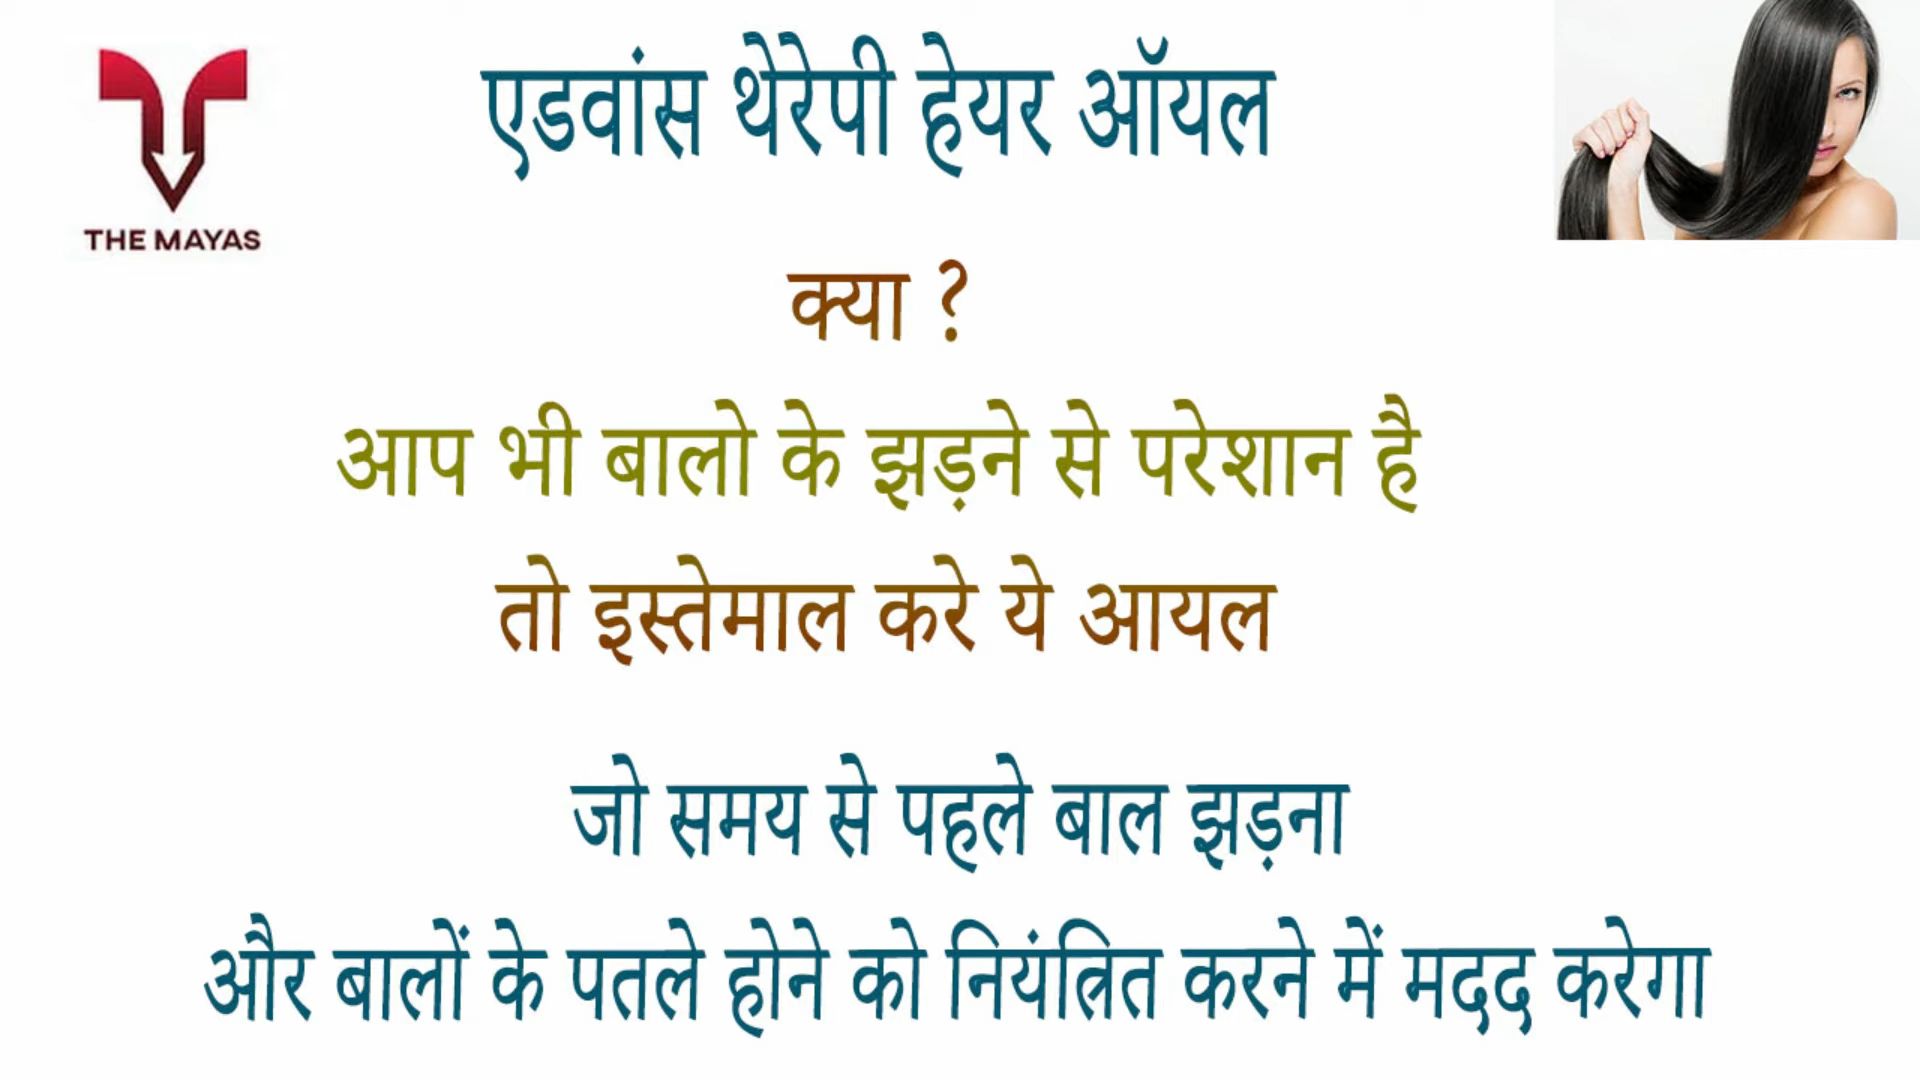 एडवांस थेरेपी हेयर ऑयल
THE MAYAS
क्या ?
आप भी बालो के झड़ने से परेशान है
तो इस्तेमाल करे ये आयल
जो समय से पहले बाल झड़ना
और बालों के पतले होने को नियंत्रित करने में मदद करेगा